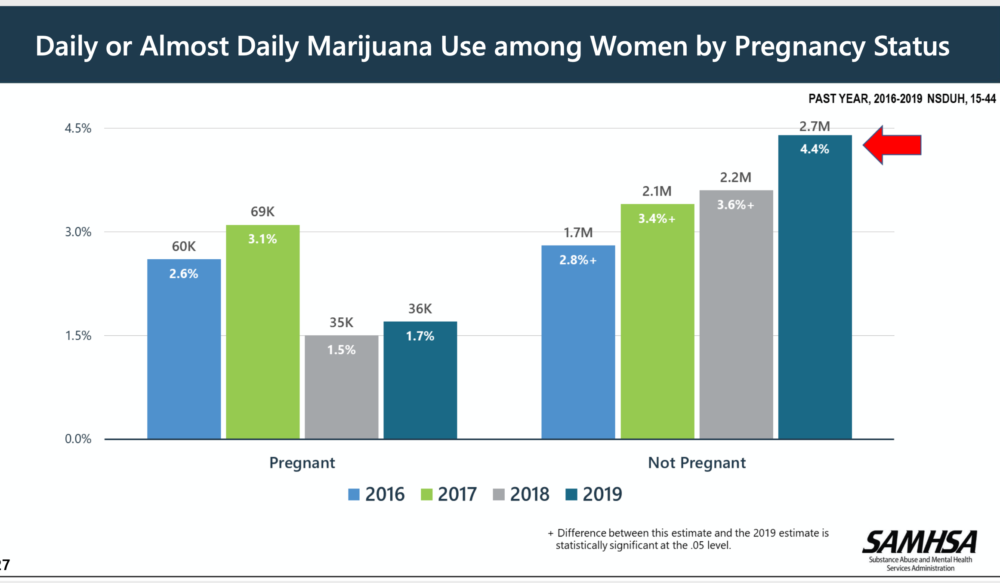 Daily or Almost Daily Marijuana Use among Women by Pregnancy Status
PAST YEAR, 2016-2019 NSDUH, 15-44
4.5%
3.0%
1.5%
0.0%
60K
2.6%
69K
3.1%
35K
1.5%
36K
1.7%
1.7M
2.8%+
2.1M
3.4%+
2.2M
3.6%+
2.7M
4.4%
Pregnant
Not Pregnant
2016 2017 2018 2019
+ Difference between this estimate and the 2019 estimate is
statistically significant at the .05 level.
SAMHSA
Substance Abuse and Mental Health
Services Administration
27